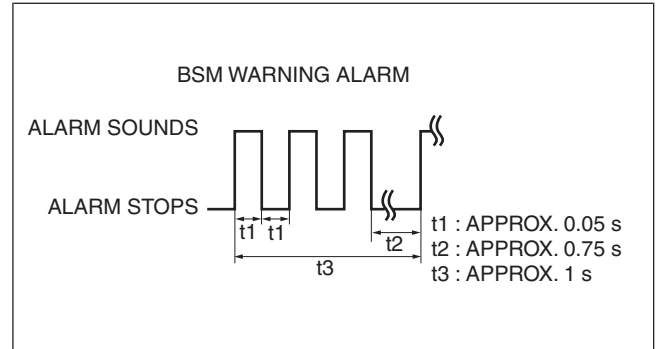 BSM WARNING ALARM
ALARM SOUNDS
ALARM STOPS
t1 t1 t2
t3
t1 : APPROX. 0.05 s
t2 : APPROX. 0.75 s
t3 : APPROX. 1 s